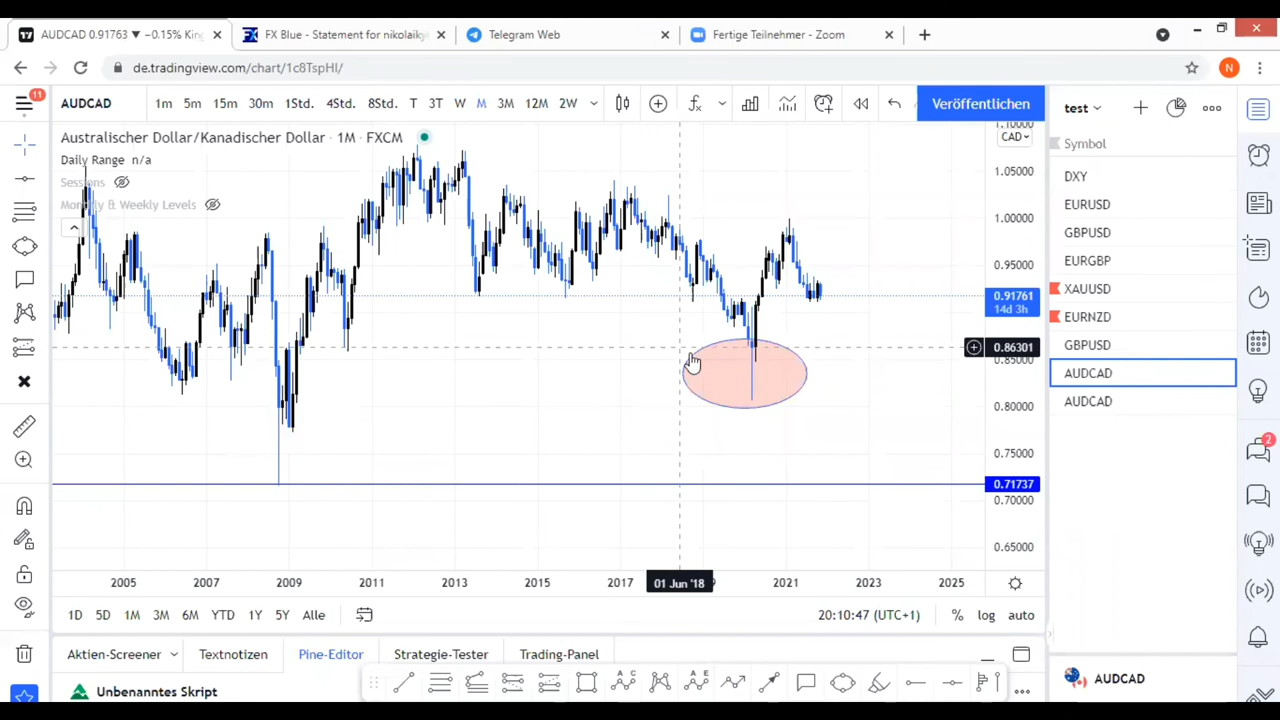 AUDCAD 0.91763 ▼ −0.15% King
FX Blue - Statement for nikolaiky
Telegram Web
Fertige Teilnehmer - Zoom
de.tradingview.com/chart/1c8TspHI/
N
11
AUDCAD
1m 5m 15m 30m 1Std. 4Std. 8Std. T 3T W M 3M 12M 2W
Veröffentlichen
test
Australischer Dollar/Kanadischer Dollar · 1M · FXCM
Daily Range n/a
Sessions
& Weekly Levels
1.10000
CAD
1.05000
1.00000
0.95000
0.91761
14d 3h
0.86301
0.85000
0.80000
0.75000
0.71737
0.70000
0.65000
Symbol
DXY
EURUSD
GBPUSD
EURGBP
XAUUSD
EURNZD
GBPUSD
AUDCAD
AUDCAD
2
2005 2007 2009 2011 2013 2015 2017 01 Jun '18 2021 2023 2025
1D 5D 1M 3M 6M YTD 1Y 5Y Alle
20:10:47 (UTC+1) % log auto
Aktien-Screener Textnotizen Pine-Editor Strategie-Tester Trading-Panel
Unbenanntes Skript
AUDCAD